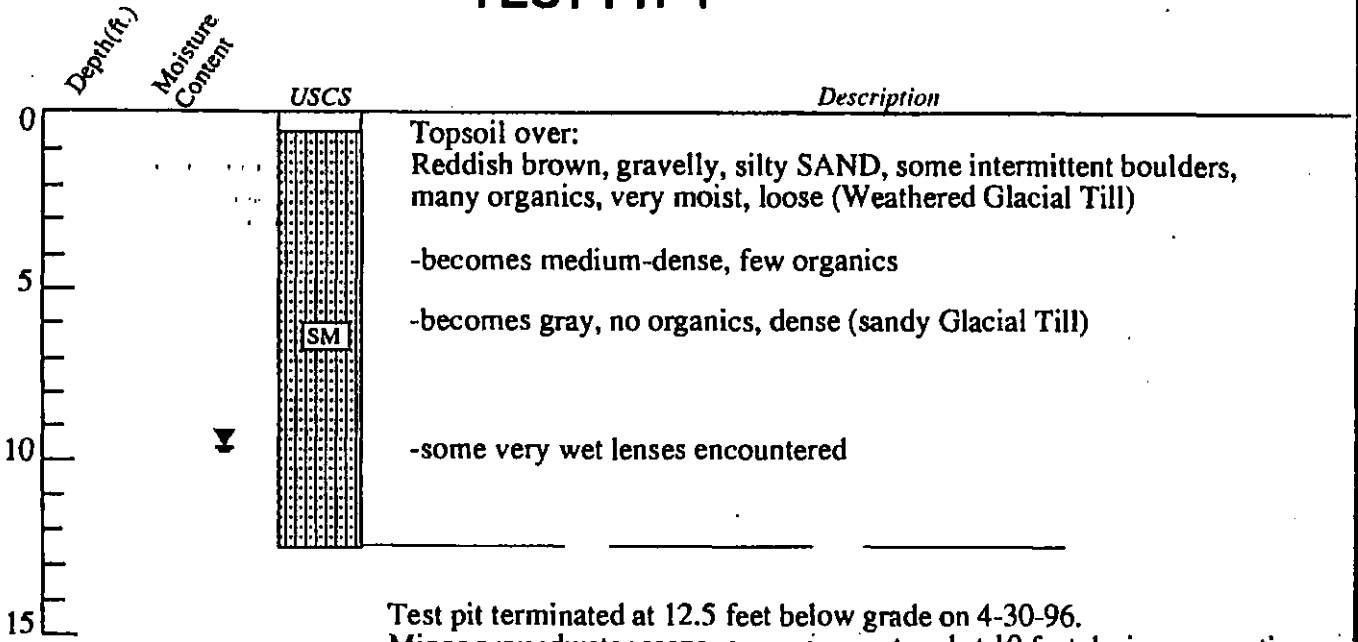 Depth(ft.)
Moisture
Content
USCS
Description
0
Topsoil over:
Reddish brown, gravelly, silty SAND, some intermittent boulders,
many organics, very moist, loose (Weathered Glacial Till)
-becomes medium-dense, few organics
5
-becomes gray, no organics, dense (sandy Glacial Till)
SM
10
-some very wet lenses encountered
15
Test pit terminated at 12.5 feet below grade on 4-30-96.
at 10 feet